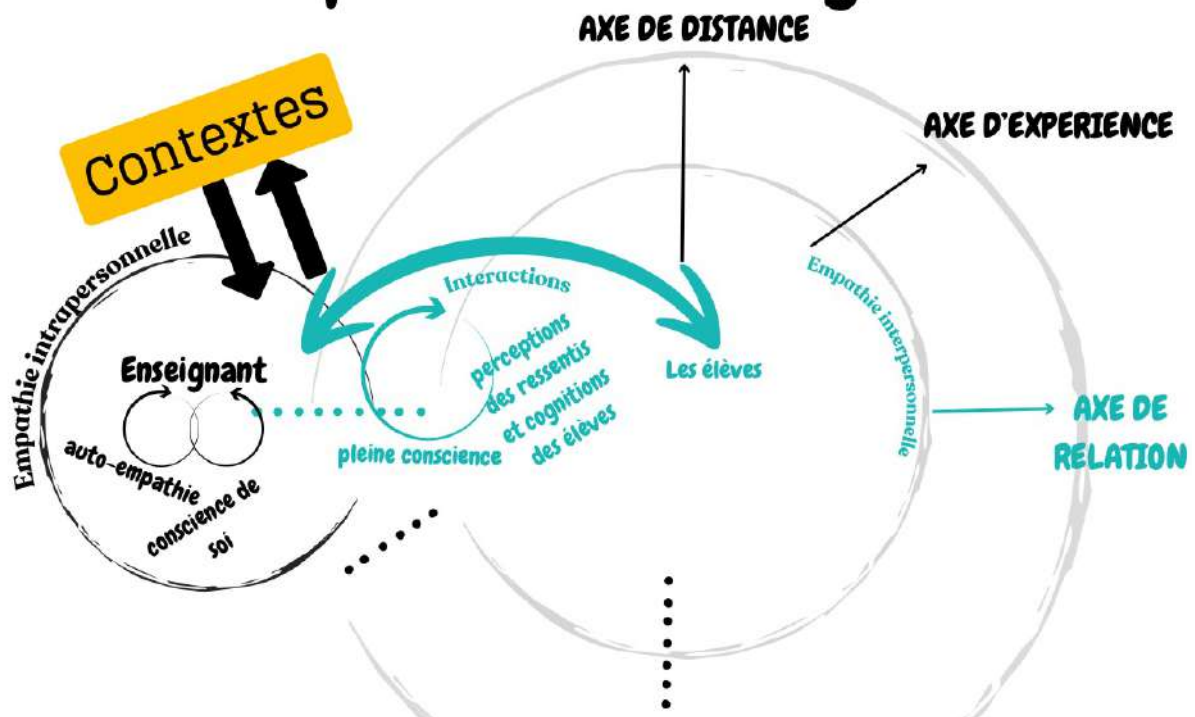 AXE DE DISTANCE
Contextes
AXE D'EXPERIENCE
Empathie intrapersonnelle
Interactions
Empathie interpersonnelle
Enseignant
perceptions
des ressentis
et cognitions
des élèves
Les élèves
AXE DE
RELATION
pleine conscience
auto-empathie
conscience de
soi